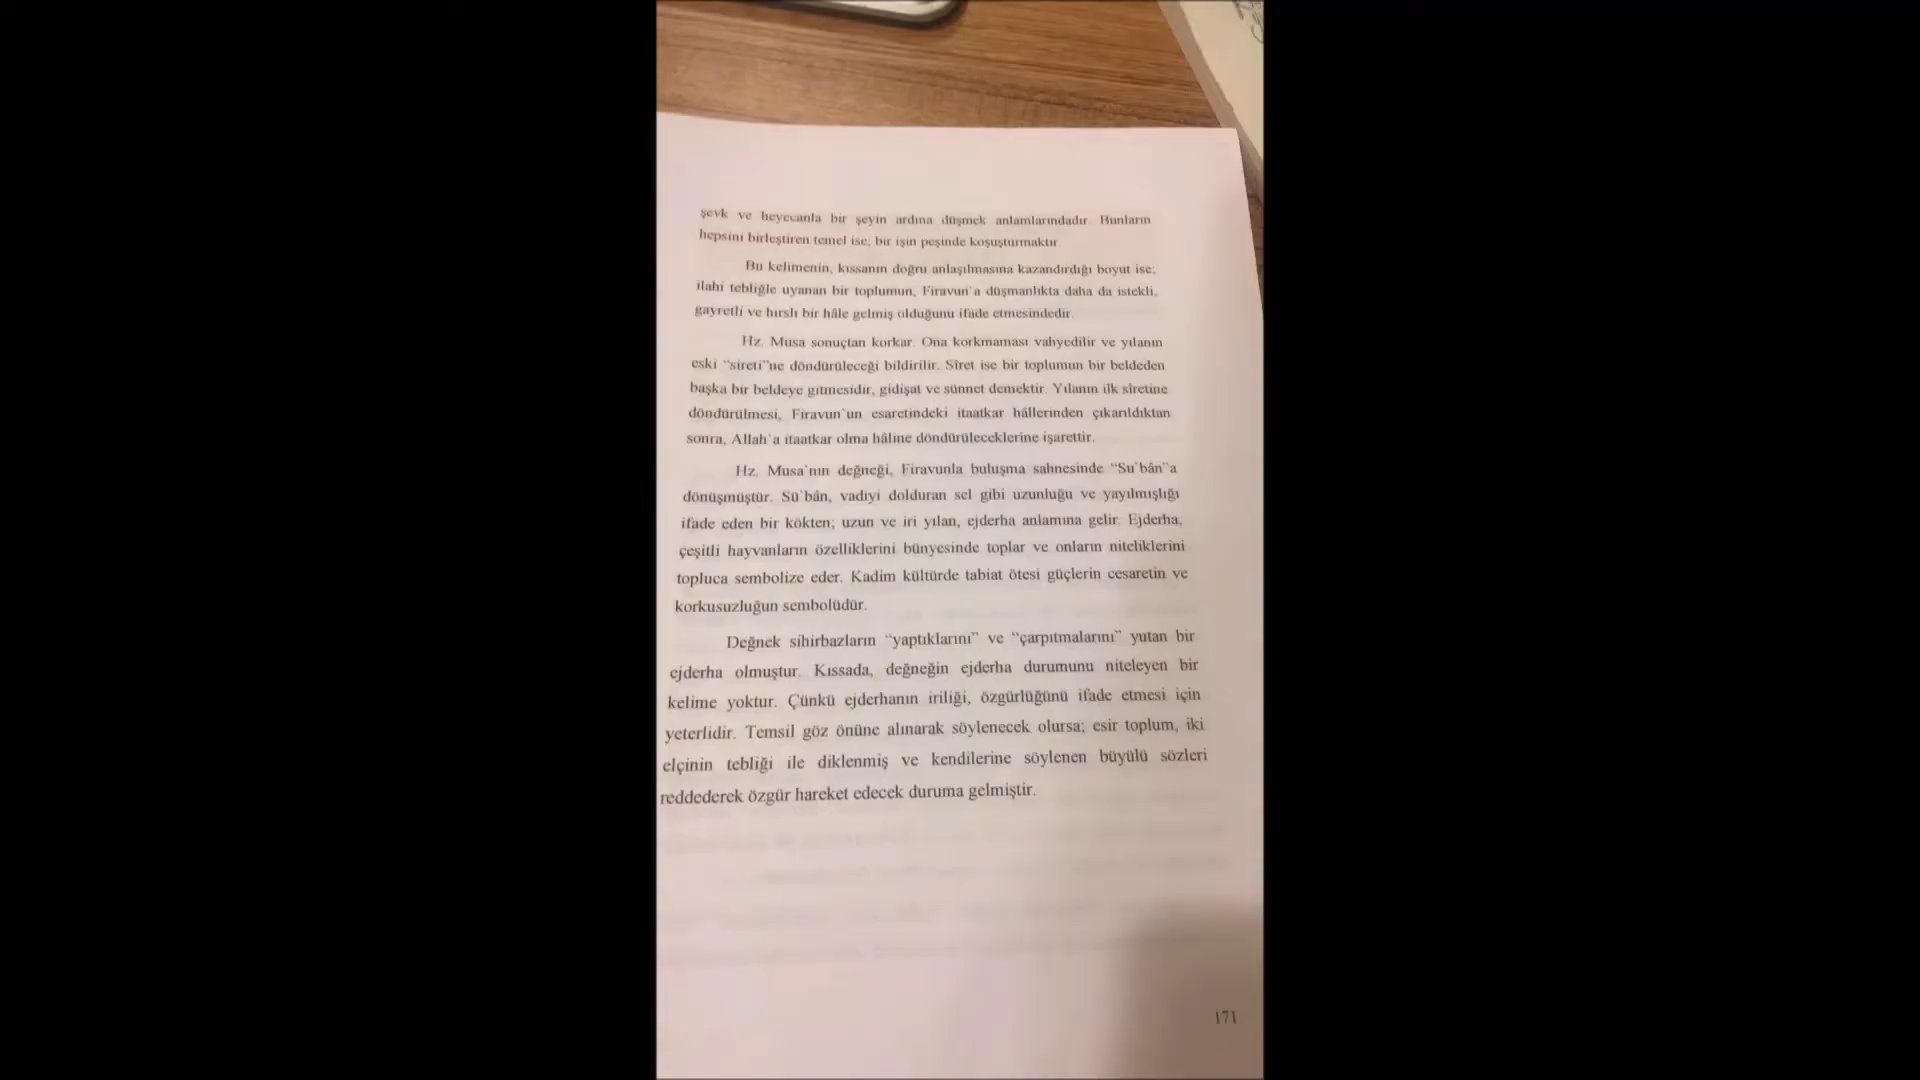 şevk ve heyecanla bir şeyin ardına düşmek anlamlarındadır. Bunların
hepsini birleştiren temel ise; bir işin peşinde koşuşturmaktır.
Bu kelimenin, kıssanın doğru anlaşılmasına kazandırdığı boyut ise;
ilahi tebliğle uyanan bir toplumun, Firavun'a düşmanlıkta daha da istekli,
gayretli ve hırslı bir hâle gelmiş olduğunu ifade etmesindedir.
Hz. Musa sonuçtan korkar. Ona korkmaması vahyedilir ve yılanın
eski “sîreti”ne döndürüleceği bildirilir. Sîret ise bir toplumun bir beldeden
başka bir beldeye gitmesidir, gidişat ve sünnet demektir. Yılanın ilk sîretine
döndürülmesi, Firavun'un esaretindeki itaatkar hâllerinden çıkarıldıktan
sonra, Allah'a itaatkar olma hâline döndürüleceklerine işarettir.
Hz. Musa'nın değneği, Firavunla buluşma sahnesinde “Su'bân”a
dönüşmüştür. Sü'bân, vadiyi dolduran sel gibi uzunluğu ve yayılmışlığı
ifade eden bir kökten; uzun ve iri yılan, ejderha anlamına gelir. Ejderha,
çeşitli hayvanların özelliklerini bünyesinde toplar ve onların niteliklerini
topluca sembolize eder. Kadim kültürde tabiat ötesi güçlerin cesaretin ve
korkusuzluğun sembolüdür.
Değnek sihirbazların “yaptıklarını” ve “çarpıtmalarını” yutan bir
ejderha olmuştur. Kıssada, değneğin ejderha durumunu niteleyen bir
kelime yoktur. Çünkü ejderhanın iriliği, özgürlüğünü ifade etmesi için
yeterlidir. Temsil göz önüne alınarak söylenecek olursa; esir toplum, iki
elçinin tebliği ile diklenmiş ve kendilerine söylenen büyülü sözleri
reddederek özgür hareket edecek duruma gelmiştir.
171